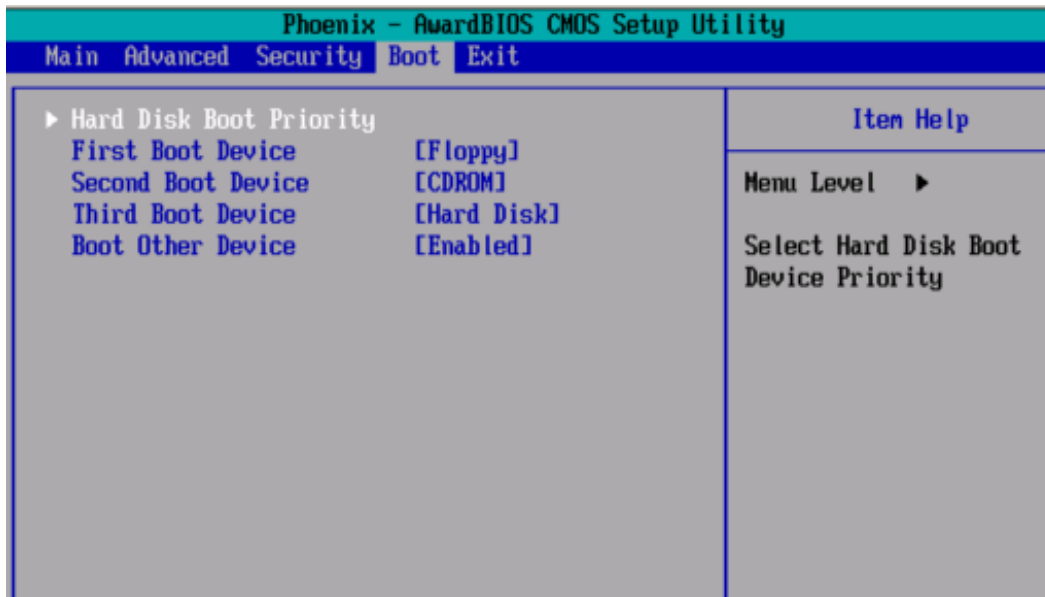 Phoenix - AwardBIOS CMOS Setup Utility
Main Advanced Security Boot Exit
Hard Disk Boot Priority
First Boot Device [Floppy]
Second Boot Device [CDROM]
Third Boot Device [Hard Disk]
Boot Other Device [Enabled]
Item Help
Menu Level
Select Hard Disk Boot
Device Priority